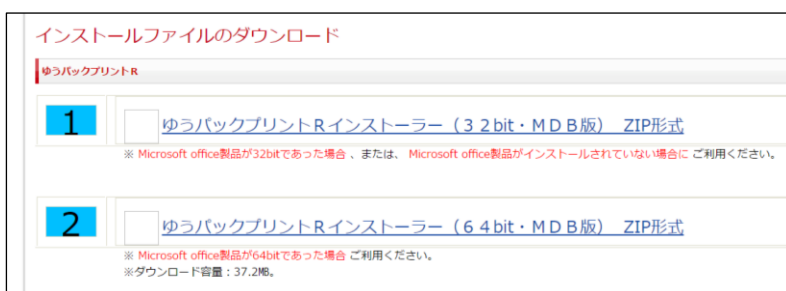 インストールファイルのダウンロード
ゆうパックプリントR
1
ゆうパックプリントRインストーラー(32bit・MDB版) ZIP形式
※ Microsoft office製品が32bitであった場合 、または、 Microsoft office製品がインストールされていない場合に ご利用ください。
2
ゆうパックプリントRインストーラー(64bit・MDB版) ZIP形式
※ Microsoft office製品が64bitであった場合 ご利用ください。
※ダウンロード容量:37.2MB。